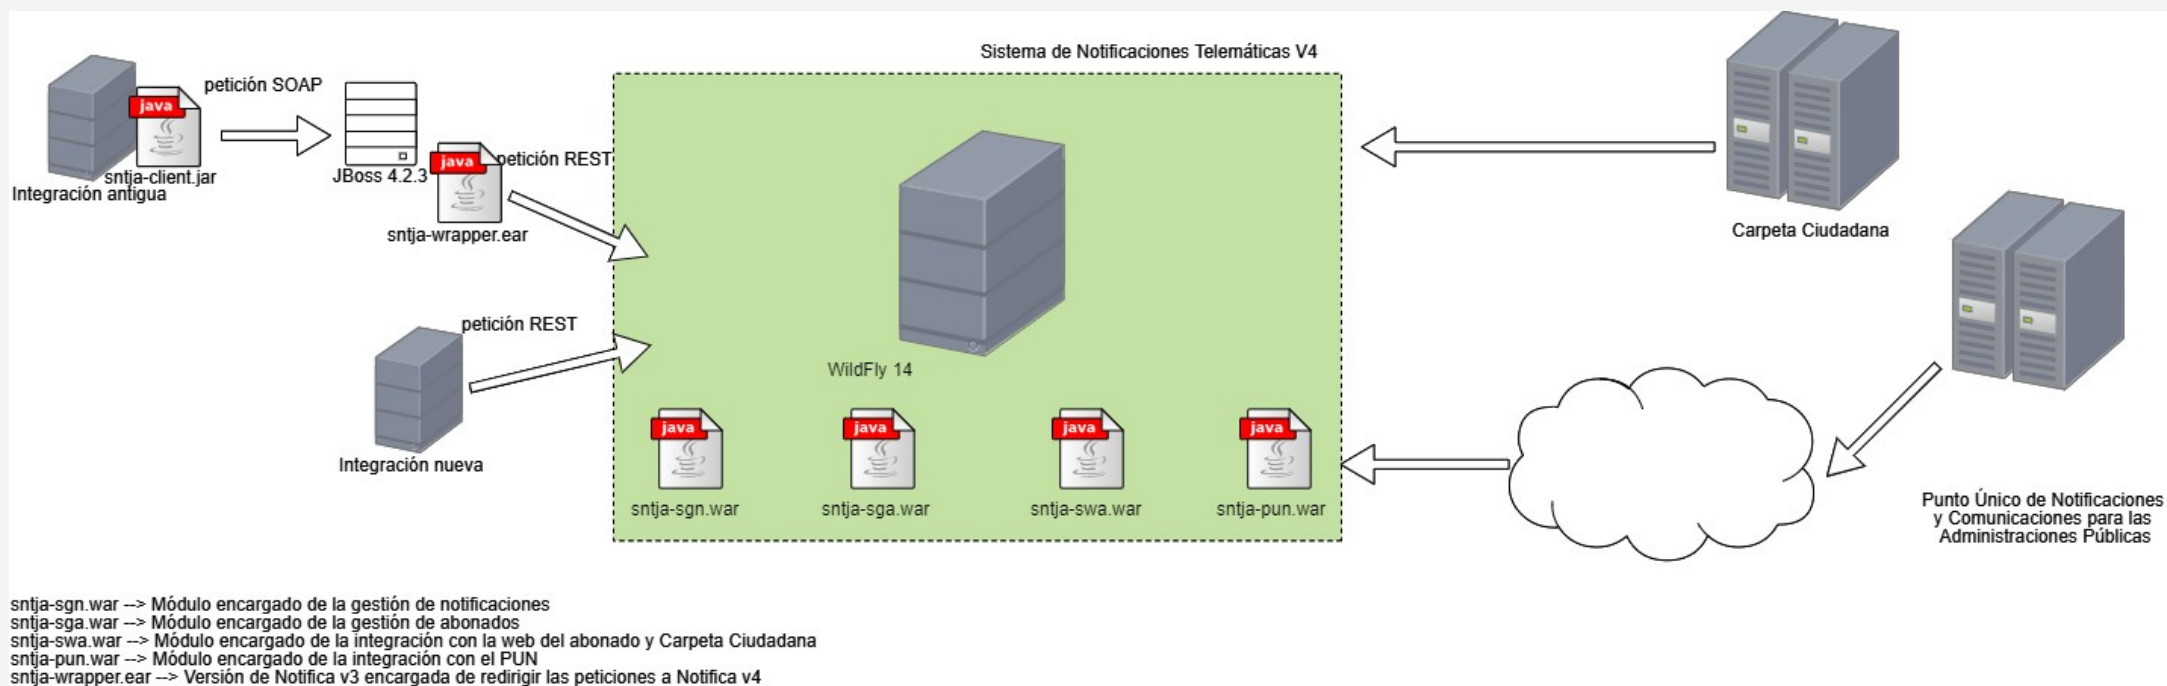 Sistema de Notificaciones Telemáticas V4
petición SOAP
java
sntja-client.jar
Integración antigua
JBoss 4.2.3
java
petición REST
sntja-wrapper.ear
Carpeta Ciudadana
petición REST
Integración nueva
WildFly 14
java
java
java
java
sntja-sgn.war
sntja-sga.war
sntja-swa.war
sntja-pun.war
Punto Único de Notificaciones
y Comunicaciones para las
Administraciones Públicas
sntja-sgn.war --> Módulo encargado de la gestión de notificaciones
sntja-sga.war --> Módulo encargado de la gestión de abonados
sntja-swa.war --> Módulo encargado de la integración con la web del abonado y Carpeta Ciudadana
sntja-pun.war --> Módulo encargado de la integración con el PUN
sntja-wrapper.ear --> Versión de Notifica v3 encargada de redirigir las peticiones a Notifica v4